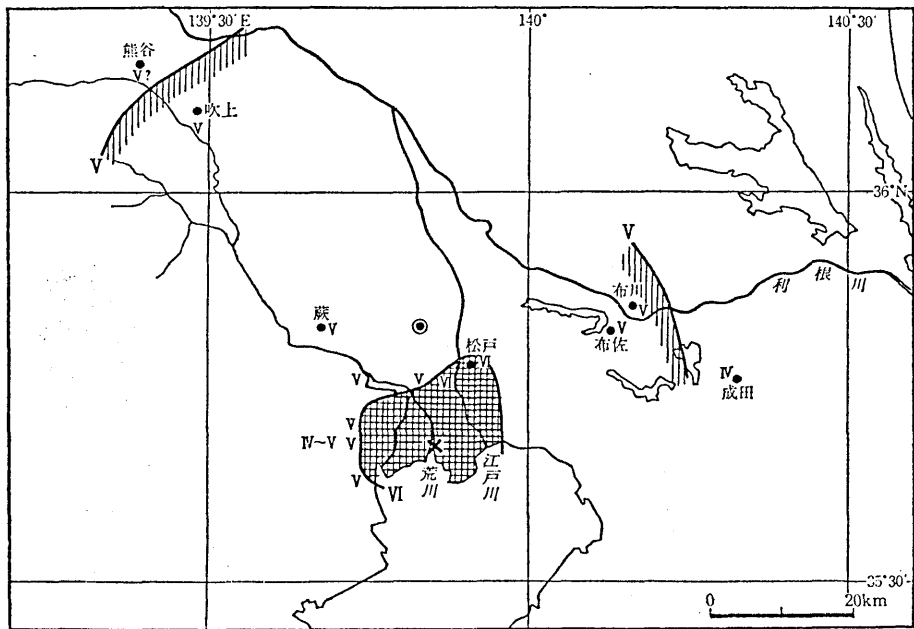 139°30′E
140°
140°30′
熊谷
V?
吹上
V
V
36°N
V
布川
V
利根川
蕨
V
V
布佐
松戸
VI
V
V
VI
IV
成田
V
IV~V
V
V
VI
荒川
江戸川
35°30′
0
20km